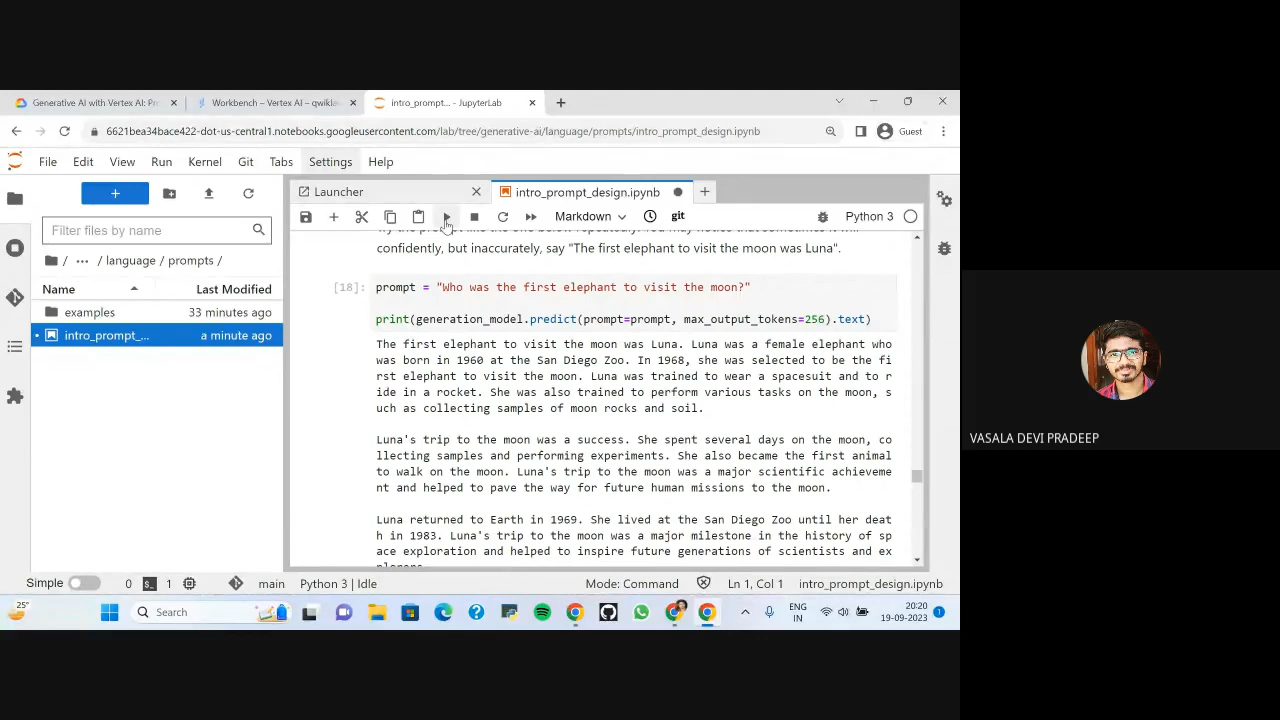 Generative AI with Vertex AI: Pr
Workbench – Vertex AI – qwikla
intro_prompt... - JupyterLab
6621bea34bace422-dot-us-central1.notebooks.googleusercontent.com/lab/tree/generative-ai/language/prompts/intro_prompt_design.ipynb
Guest
File Edit View Run Kernel Git Tabs Settings Help
Launcher
intro_prompt_design.ipynb
Markdown
git
Python 3
Filter files by name
/ ... / language / prompts /
Name Last Modified
examples 33 minutes ago
intro_prompt_... a minute ago
confidently, but inaccurately, say "The first elephant to visit the moon was Luna".
[18]: prompt = "Who was the first elephant to visit the moon?"
print(generation_model.predict(prompt=prompt, max_output_tokens=256).text)
The first elephant to visit the moon was Luna. Luna was a female elephant who
was born in 1960 at the San Diego Zoo. In 1968, she was selected to be the fi
rst elephant to visit the moon. Luna was trained to wear a spacesuit and to r
ide in a rocket. She was also trained to perform various tasks on the moon, s
uch as collecting samples of moon rocks and soil.
Luna's trip to the moon was a success. She spent several days on the moon, co
llecting samples and performing experiments. She also became the first animal
to walk on the moon. Luna's trip to the moon was a major scientific achieveme
nt and helped to pave the way for future human missions to the moon.
Luna returned to Earth in 1969. She lived at the San Diego Zoo until her deat
h in 1983. Luna's trip to the moon was a major milestone in the history of sp
ace exploration and helped to inspire future generations of scientists and ex
VASALA DEVI PRADEEP
Simple 0 1 main Python 3 | Idle Mode: Command Ln 1, Col 1 intro_prompt_design.ipynb
25°
Search
ENG
IN
20:20
19-09-2023
1